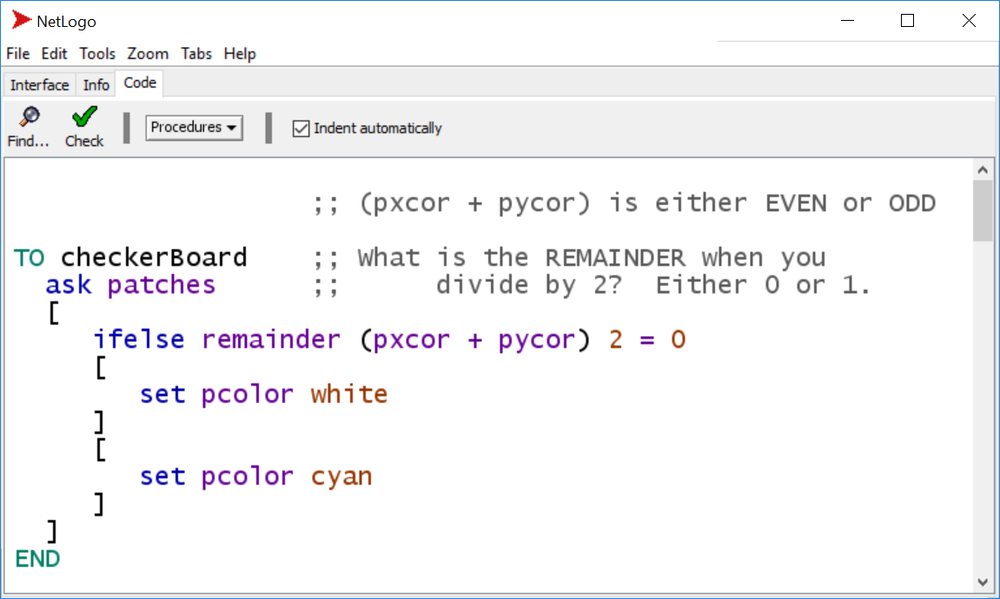 NetLogo
File Edit Tools Zoom Tabs Help
Interface Info Code
Find... Check Procedures Indent automatically
;; (pxcor + pycor) is either EVEN or ODD
TO checkerBoard ;; What is the REMAINDER when you
ask patches ;; divide by 2? Either 0 or 1.
[
ifelse remainder (pxcor + pycor) 2 = 0
[
set pcolor white
]
[
set pcolor cyan
]
]
END